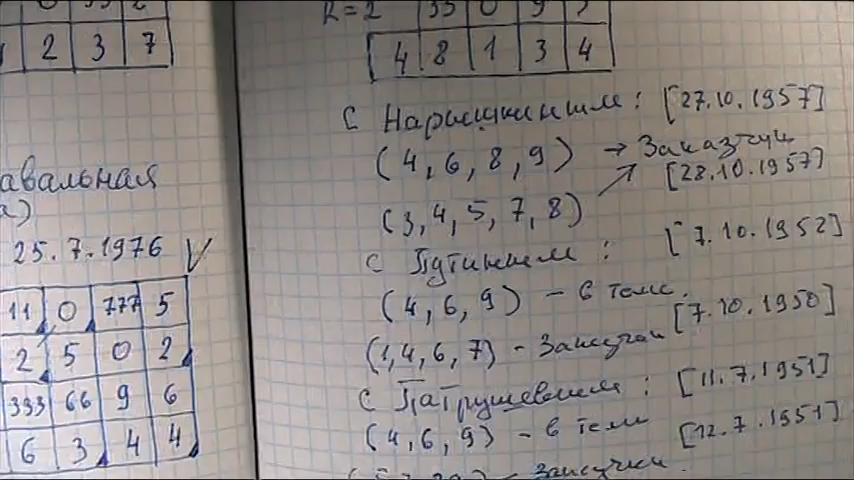 2 3 7
авальная
25.7.1976 V
11 0 777 5
2 5 0 2
333 66 9 6
6 3 4 4
R=2 0 9
4 8 1 3 4
С Нарышкиным: [27.10.1957]
(4, 6, 8, 9) →
[28.10.1957]
(3, 4, 5, 7, 8)
С Путиным: [7.10.1952]
(4, 6, 9) - в теме.
(1, 4, 6, 7) - [7.10.1950]
С Патрушевым: [11.7.1951]
(4, 6, 9) - в теме [12.7.1951]